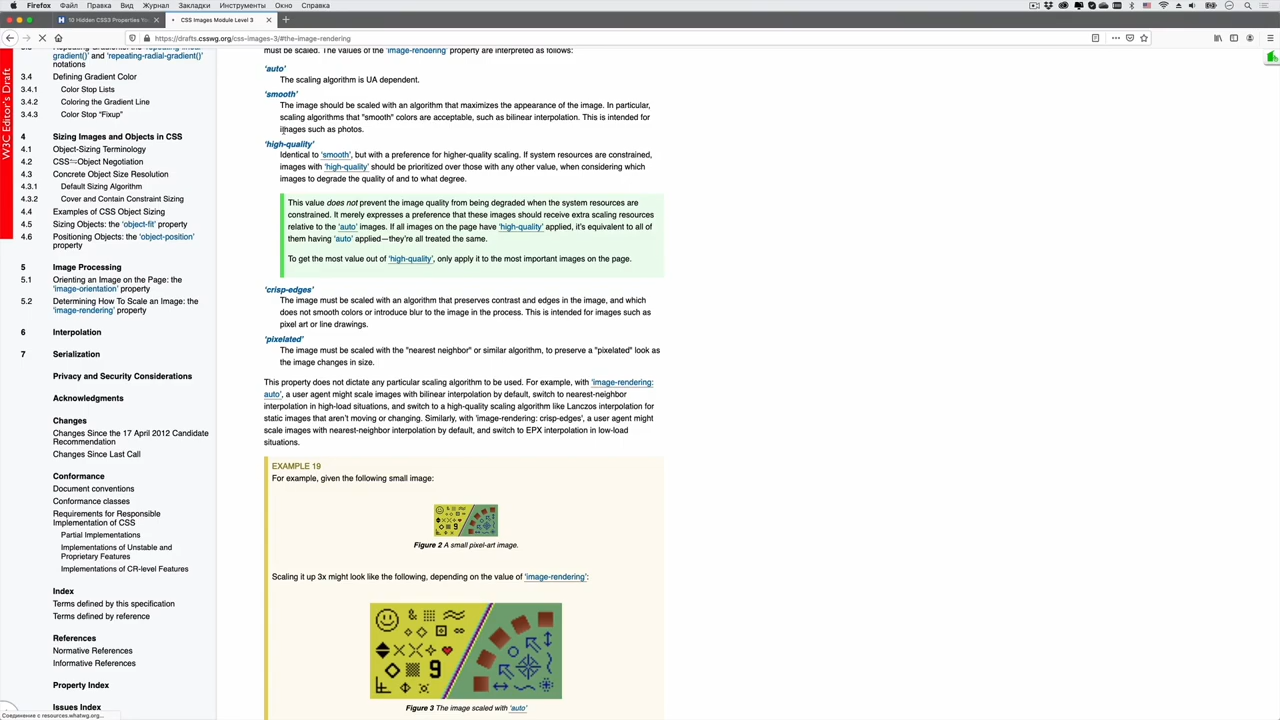 Firefox Файл Правка Вид Журнал Закладки Инструменты Окно Справка
10 Hidden CSS3 Properties Yo
CSS Images Module Level 3
https://drafts.csswg.org/css-images-3/#the-image-rendering
W3C Editor's Draft
gradient()' and 'repeating-radial-gradient()'
notations
3.4 Defining Gradient Color
3.4.1 Color Stop Lists
3.4.2 Coloring the Gradient Line
3.4.3 Color Stop “Fixup”
4 Sizing Images and Objects in CSS
4.1 Object-Sizing Terminology
4.2 CSS⇋Object Negotiation
4.3 Concrete Object Size Resolution
4.3.1 Default Sizing Algorithm
4.3.2 Cover and Contain Constraint Sizing
4.4 Examples of CSS Object Sizing
4.5 Sizing Objects: the 'object-fit' property
4.6 Positioning Objects: the 'object-position'
property
5 Image Processing
5.1 Orienting an Image on the Page: the
'image-orientation' property
5.2 Determining How To Scale an Image: the
'image-rendering' property
6 Interpolation
7 Serialization
Privacy and Security Considerations
Acknowledgments
Changes
Changes Since the 17 April 2012 Candidate
Recommendation
Changes Since Last Call
Conformance
Document conventions
Conformance classes
Requirements for Responsible
Implementation of CSS
Partial Implementations
Implementations of Unstable and
Proprietary Features
Implementations of CR-level Features
Index
Terms defined by this specification
Terms defined by reference
References
Normative References
Informative References
Property Index
Issues Index
must be scaled. The values of the 'image-rendering' property are interpreted as follows:
'auto'
The scaling algorithm is UA dependent.
'smooth'
The image should be scaled with an algorithm that maximizes the appearance of the image. In particular,
scaling algorithms that "smooth" colors are acceptable, such as bilinear interpolation. This is intended for
images such as photos.
'high-quality'
Identical to 'smooth', but with a preference for higher-quality scaling. If system resources are constrained,
images with 'high-quality' should be prioritized over those with any other value, when considering which
images to degrade the quality of and to what degree.
This value does not prevent the image quality from being degraded when the system resources are
constrained. It merely expresses a preference that these images should receive extra scaling resources
relative to the 'auto' images. If all images on the page have 'high-quality' applied, it's equivalent to all of
them having 'auto' applied—they're all treated the same.
To get the most value out of 'high-quality', only apply it to the most important images on the page.
'crisp-edges'
The image must be scaled with an algorithm that preserves contrast and edges in the image, and which
does not smooth colors or introduce blur to the image in the process. This is intended for images such as
pixel art or line drawings.
'pixelated'
The image must be scaled with the "nearest neighbor" or similar algorithm, to preserve a "pixelated" look as
the image changes in size.
This property does not dictate any particular scaling algorithm to be used. For example, with 'image-rendering:
auto', a user agent might scale images with bilinear interpolation by default, switch to nearest-neighbor
interpolation in high-load situations, and switch to a high-quality scaling algorithm like Lanczos interpolation for
static images that aren't moving or changing. Similarly, with 'image-rendering: crisp-edges', a user agent might
scale images with nearest-neighbor interpolation by default, and switch to EPX interpolation in low-load
situations.
EXAMPLE 19
For example, given the following small image:
Figure 2 A small pixel-art image.
Scaling it up 3x might look like the following, depending on the value of 'image-rendering':
&
9
Figure 3 The image scaled with 'auto'
Соединение с resources.whatwg.org...